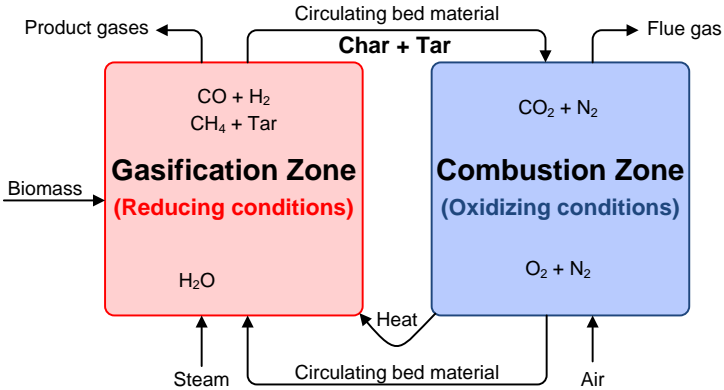 Circulating bed material
Product gases
Flue gas
Char + Tar
CO + H₂
CH₄ + Tar
CO₂ + N₂
Gasification Zone
Combustion Zone
Biomass
(Reducing conditions)
(Oxidizing conditions)
O₂ + N₂
H₂O
Heat
Steam
Circulating bed material
Air